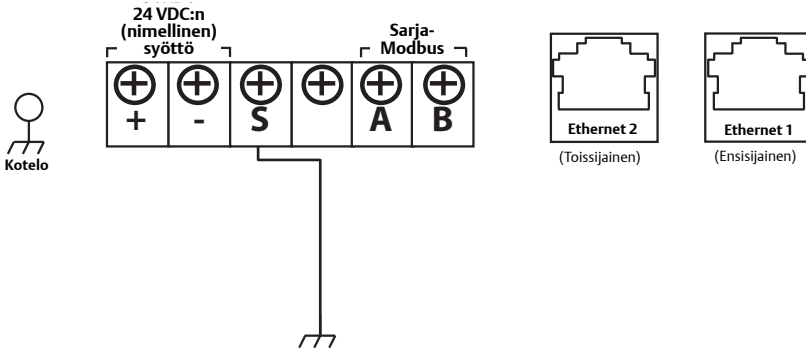 24 VDC:n
(nimellinen)
syöttö
Sarja-
Modbus
+ - S A B
Kotelo
Ethernet 2
(Toissijainen)
Ethernet 1
(Ensisijainen)